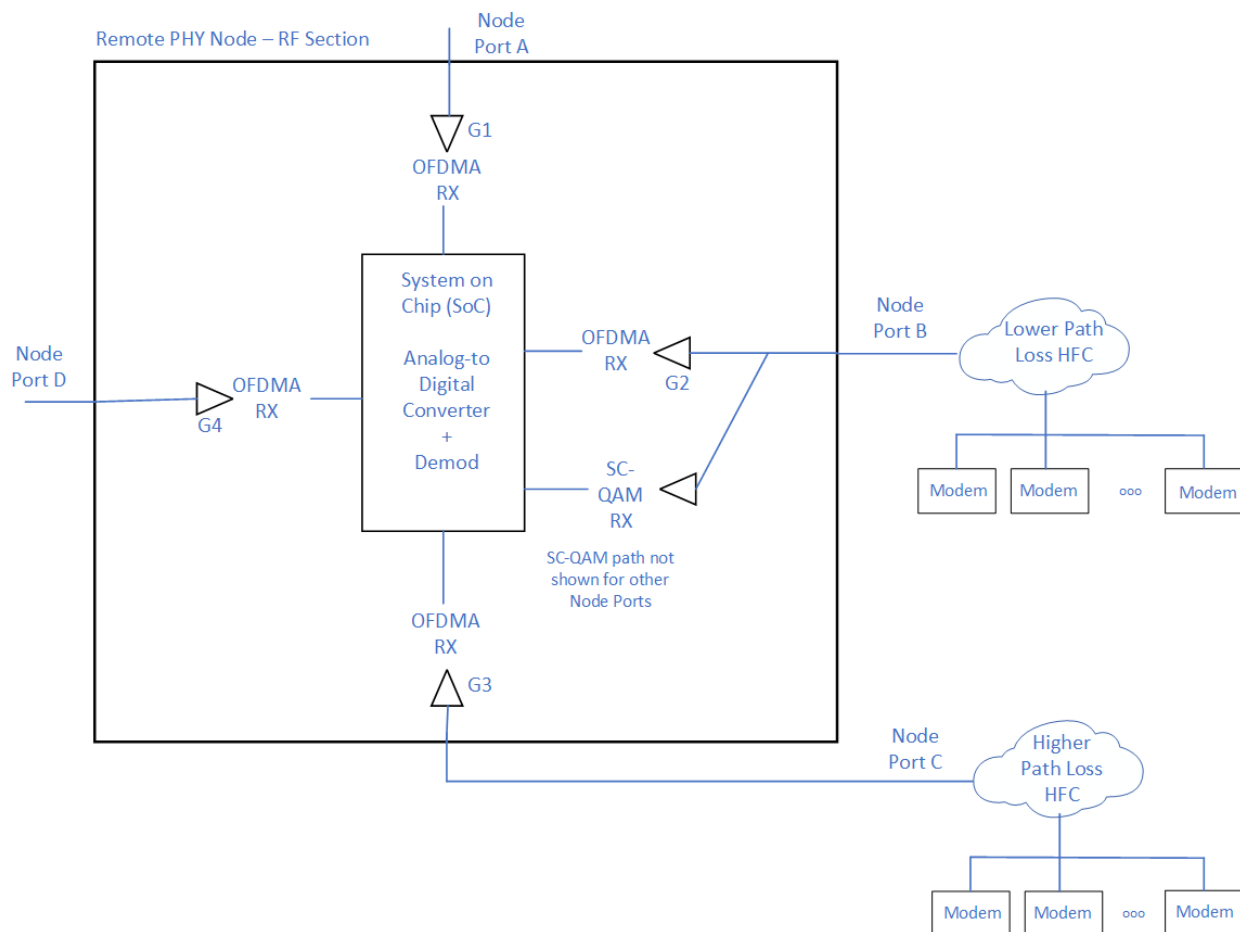 Remote PHY Node – RF Section
Node
Port A
G1
OFDMA
RX
System on
Chip (SoC)
Analog-to
Digital
Converter
+
Demod
Node
Port D
OFDMA
RX
G4
OFDMA
RX
G2
Node
Port B
Lower Path
Loss HFC
Modem
Modem
ooo
Modem
SC-
QAM
RX
SC-QAM path not
shown for other
Node Ports
OFDMA
RX
G3
Node
Port C
Higher
Path Loss
HFC
Modem
Modem
ooo
Modem